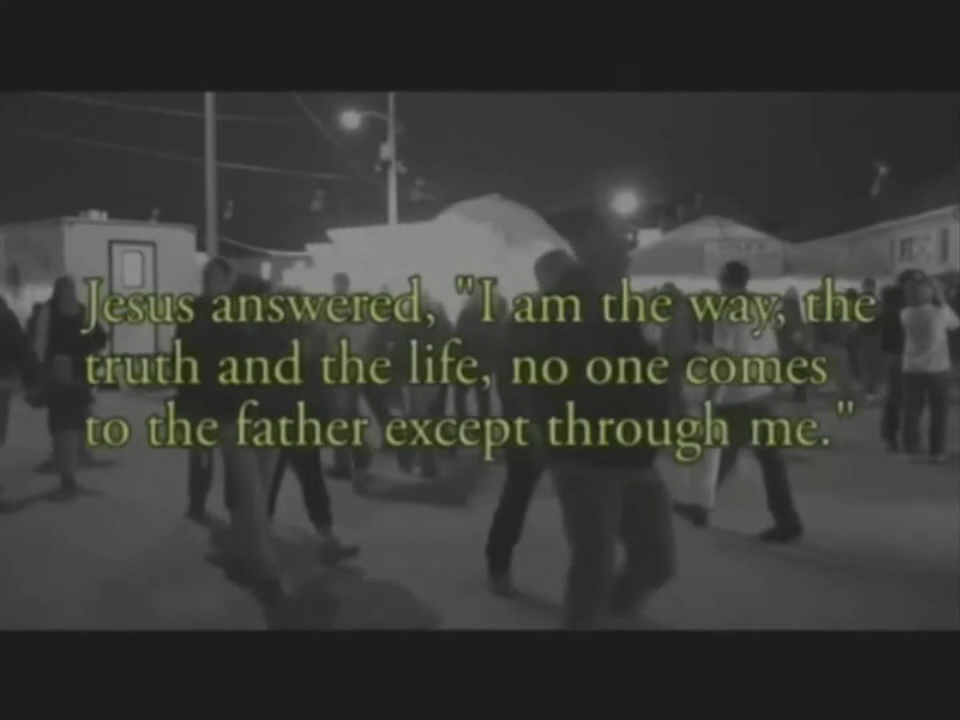 Jesus answered, "I am the way, the
truth and the life, no one comes
to the father except through me."